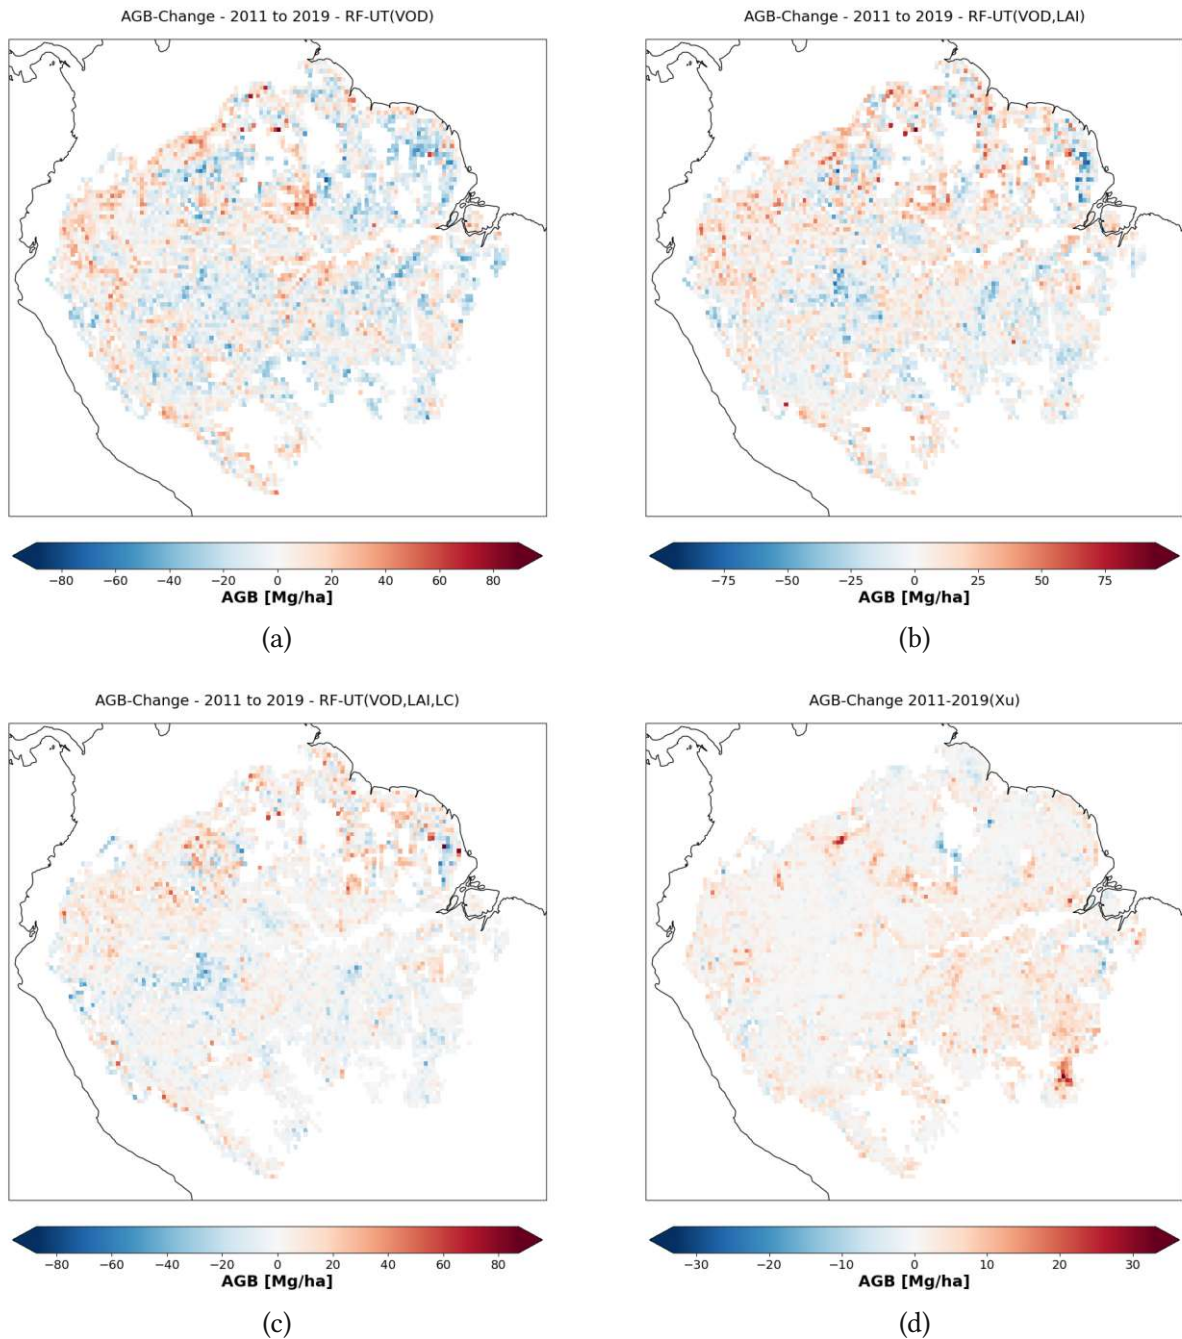 AGB-Change - 2011 to 2019 - RF-UT(VOD)
−80 −60 −40 −20 0 20 40 60 80
AGB [Mg/ha]
(a)
AGB-Change - 2011 to 2019 - RF-UT(VOD,LAI)
−75 −50 −25 0 25 50 75
AGB [Mg/ha]
(b)
AGB-Change - 2011 to 2019 - RF-UT(VOD,LAI,LC)
−80 −60 −40 −20 0 20 40 60 80
AGB [Mg/ha]
(c)
AGB-Change 2011-2019(Xu)
−30 −20 −10 0 10 20 30
AGB [Mg/ha]
(d)